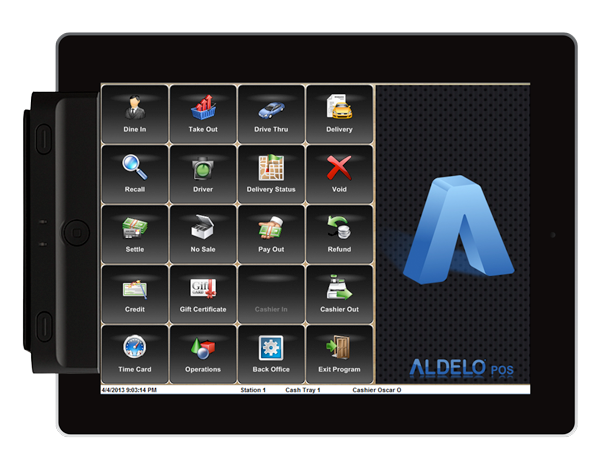 Dine In
Take Out
Drive Thru
Delivery
Recall
Driver
Delivery Status
Void
Settle
No Sale
Pay Out
Refund
Gift
Credit
Gift Certificate
Cashier In
Cashier Out
Time Card
Operations
Back Office
Exit Program
ALDELO POS
4/4/2013 9:03:14 PM Station 1 Cash Tray 1 Cashier Oscar O